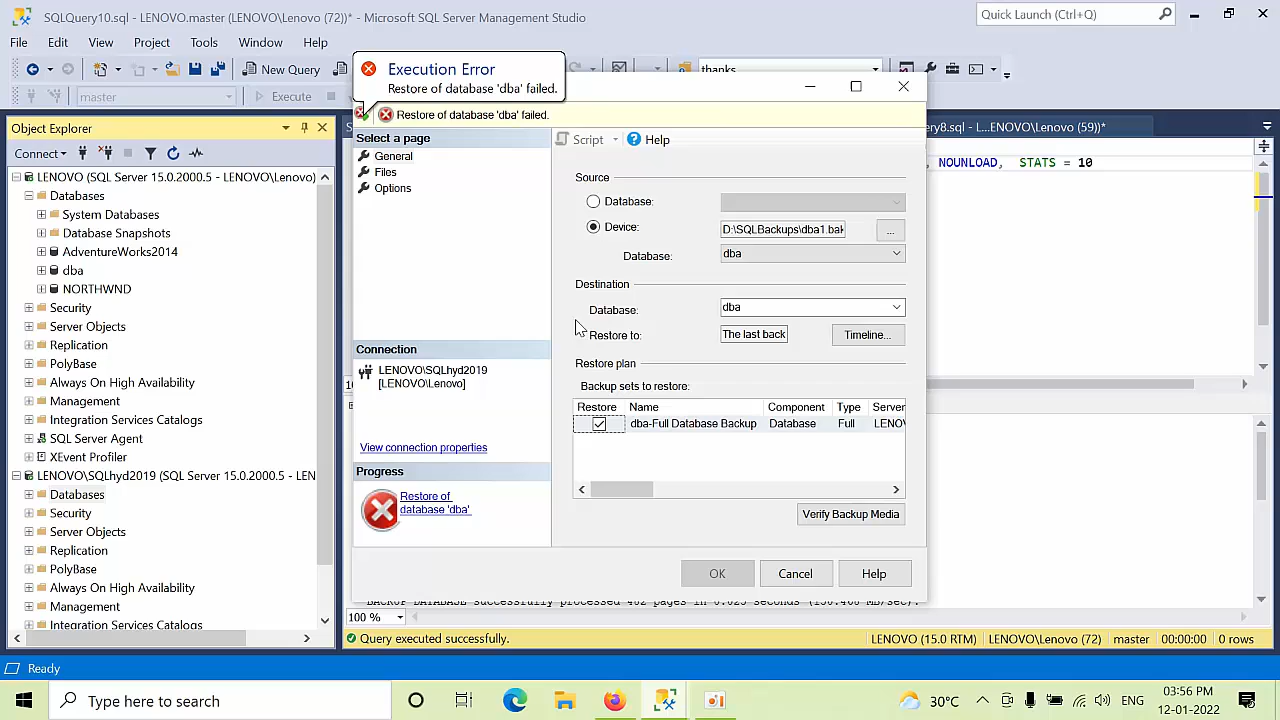 SQLQuery10.sql - LENOVO.master (LENOVO\Lenovo (72))* - Microsoft SQL Server Management Studio
Quick Launch (Ctrl+Q)
File Edit View Project Tools Window Help
New Query
thanks
master
Execute
Execution Error
Restore of database 'dba' failed.
Restore of database 'dba' failed.
Object Explorer
Connect
LENOVO (SQL Server 15.0.2000.5 - LENOVO\Lenovo)
Databases
System Databases
Database Snapshots
AdventureWorks2014
dba
NORTHWND
Security
Server Objects
Replication
PolyBase
Always On High Availability
Management
Integration Services Catalogs
SQL Server Agent
XEvent Profiler
LENOVO\SQLhyd2019 (SQL Server 15.0.2000.5 - LEN
Databases
Security
Server Objects
Replication
PolyBase
Always On High Availability
Management
Integration Services Catalogs
Select a page
General
Files
Options
Connection
LENOVO\SQLhyd2019
[LENOVO\Lenovo]
View connection properties
Progress
Restore of
database 'dba'
Script
Help
Source
Database:
Device:
D:\SQLBackups\dba1.bak
...
Database:
dba
Destination
Database:
dba
Restore to:
The last back
Timeline...
Restore plan
Backup sets to restore:
Restore Name Component Type Server
dba-Full Database Backup Database Full LENO
Verify Backup Media
OK
Cancel
Help
ery8.sql - L...ENOVO\Lenovo (59))*
, NOUNLOAD, STATS = 10
100 %
Query executed successfully.
LENOVO (15.0 RTM)
LENOVO\Lenovo (72)
master
00:00:00
0 rows
Ready
Type here to search
30°C
ENG
03:56 PM
12-01-2022